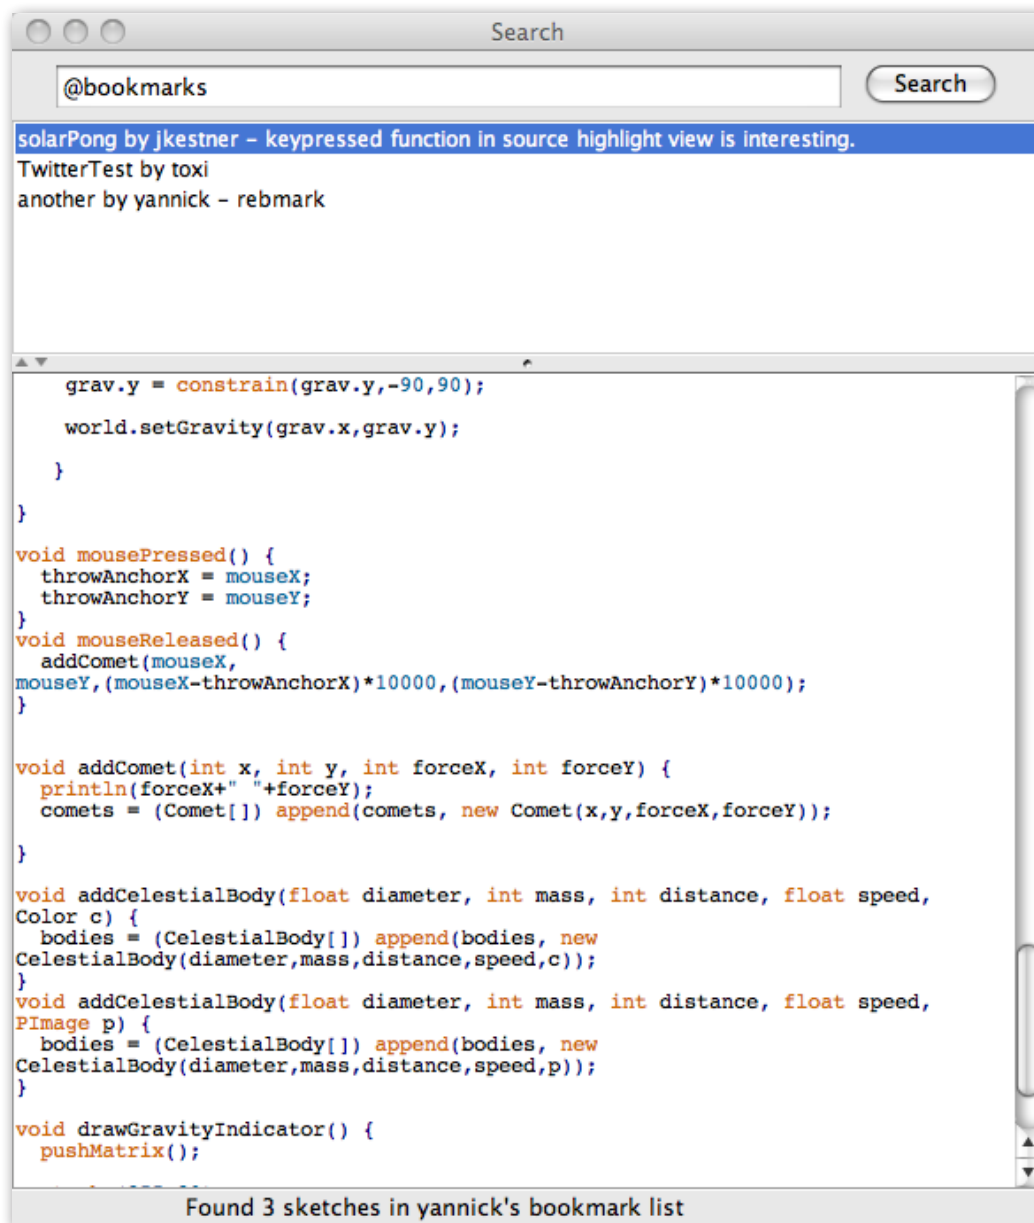 Search
@bookmarks
Search
solarPong by jkestner – keypressed function in source highlight view is interesting.
TwitterTest by toxi
another by yannick – rebmark
grav.y = constrain(grav.y,-90,90);
world.setGravity(grav.x,grav.y);
}
}
void mousePressed() {
throwAnchorX = mouseX;
throwAnchorY = mouseY;
}
void mouseReleased() {
addComet(mouseX,
mouseY,(mouseX-throwAnchorX)*10000,(mouseY-throwAnchorY)*10000);
}
void addComet(int x, int y, int forceX, int forceY) {
println(forceX+" "+forceY);
comets = (Comet[]) append(comets, new Comet(x,y,forceX,forceY));
}
void addCelestialBody(float diameter, int mass, int distance, float speed,
Color c) {
bodies = (CelestialBody[]) append(bodies, new
CelestialBody(diameter,mass,distance,speed,c));
}
void addCelestialBody(float diameter, int mass, int distance, float speed,
PImage p) {
bodies = (CelestialBody[]) append(bodies, new
CelestialBody(diameter,mass,distance,speed,p));
}
void drawGravityIndicator() {
pushMatrix();
Found 3 sketches in yannick's bookmark list